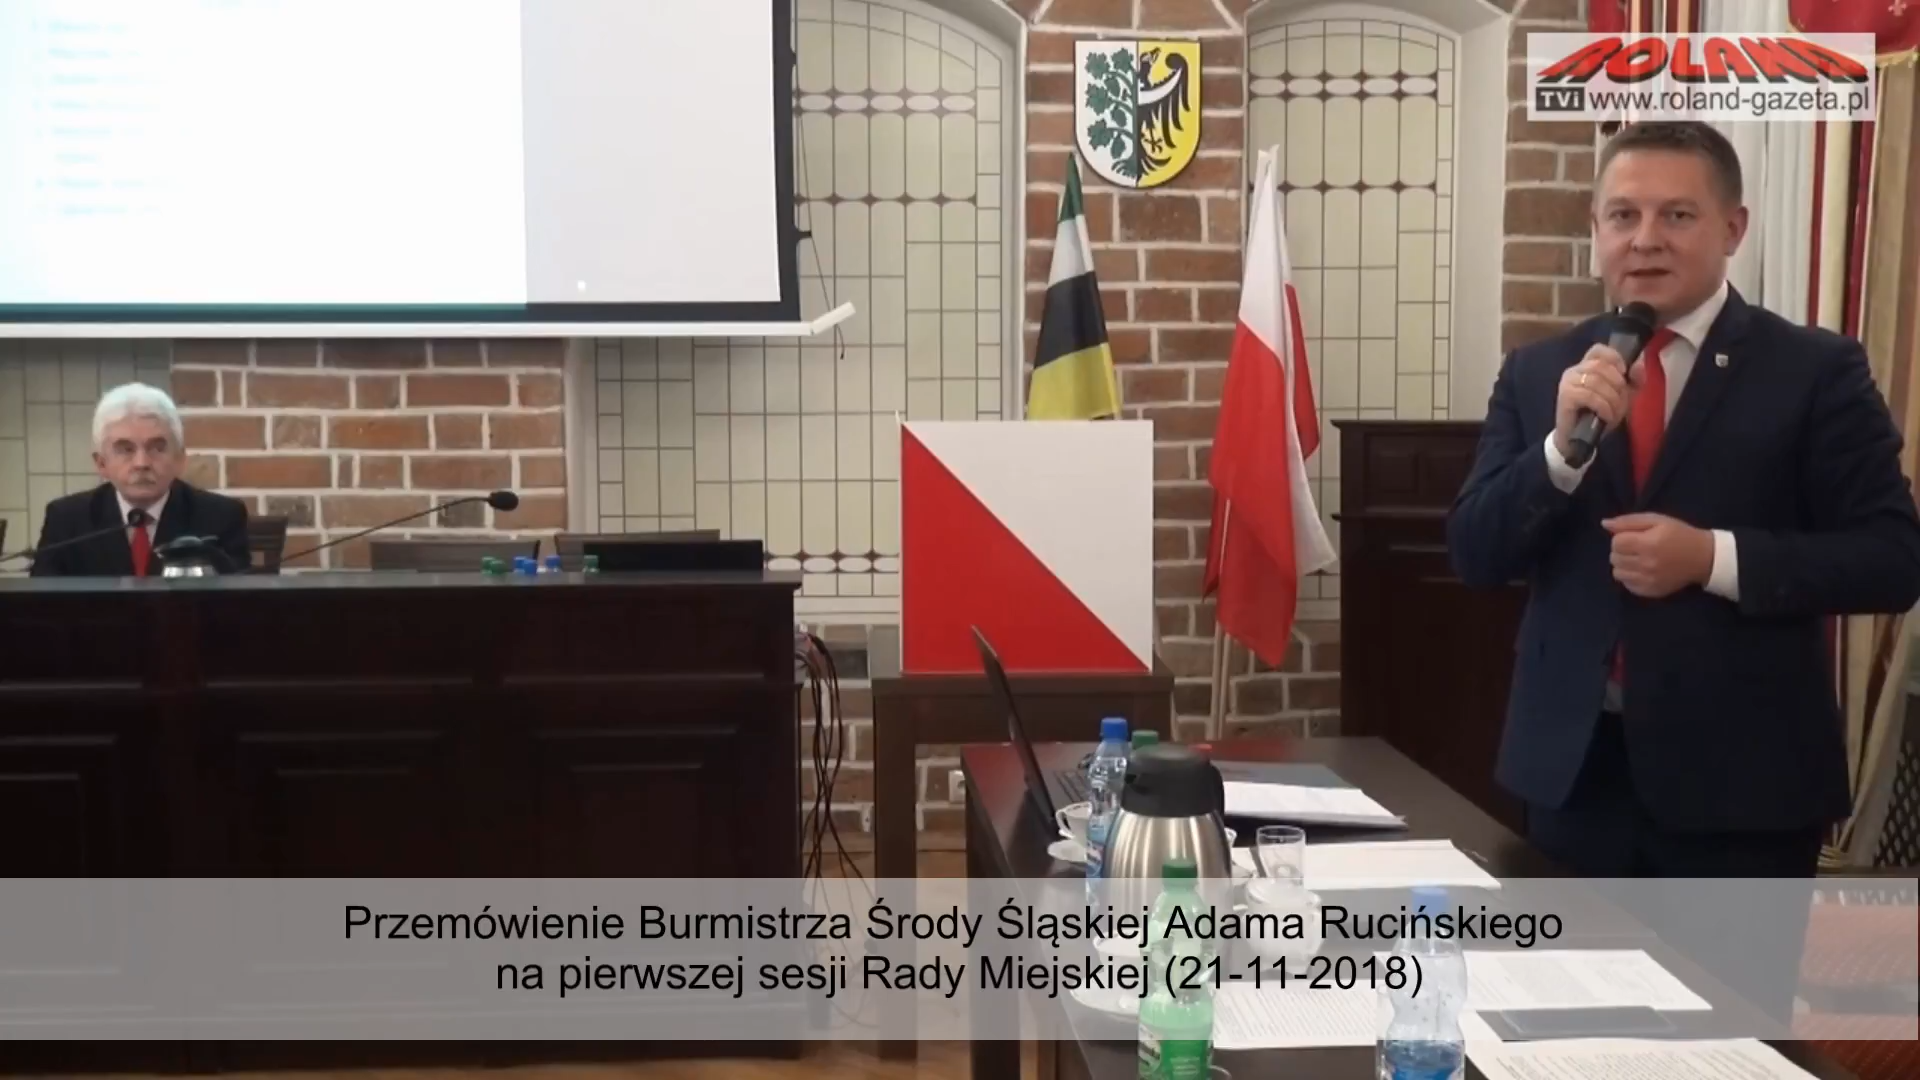 ROLAND
TVi www.roland-gazeta.pl
Przemówienie Burmistrza Środy Śląskiej Adama Rucińskiego
na pierwszej sesji Rady Miejskiej (21-11-2018)